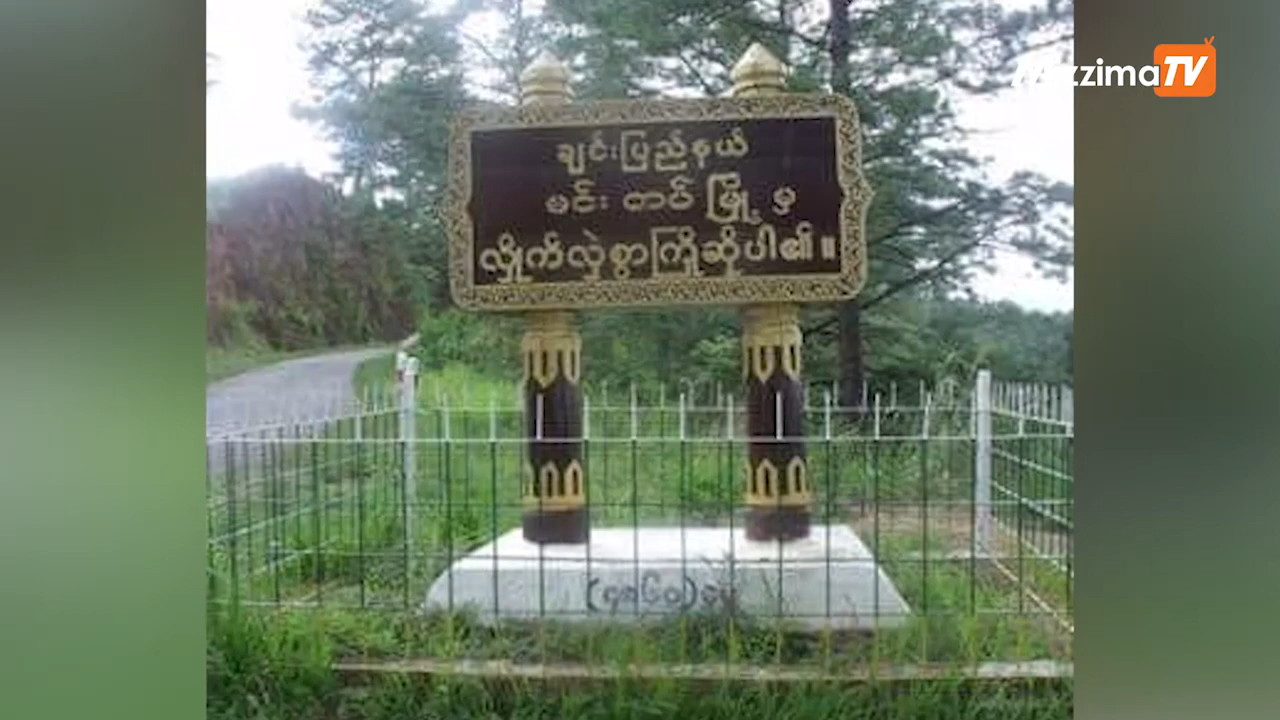 MizzimaTV
ချင်းပြည်နယ်
မင်း တပ် မြို့ မှ
လှိုက်လှဲစွာကြိုဆိုပါ၏။